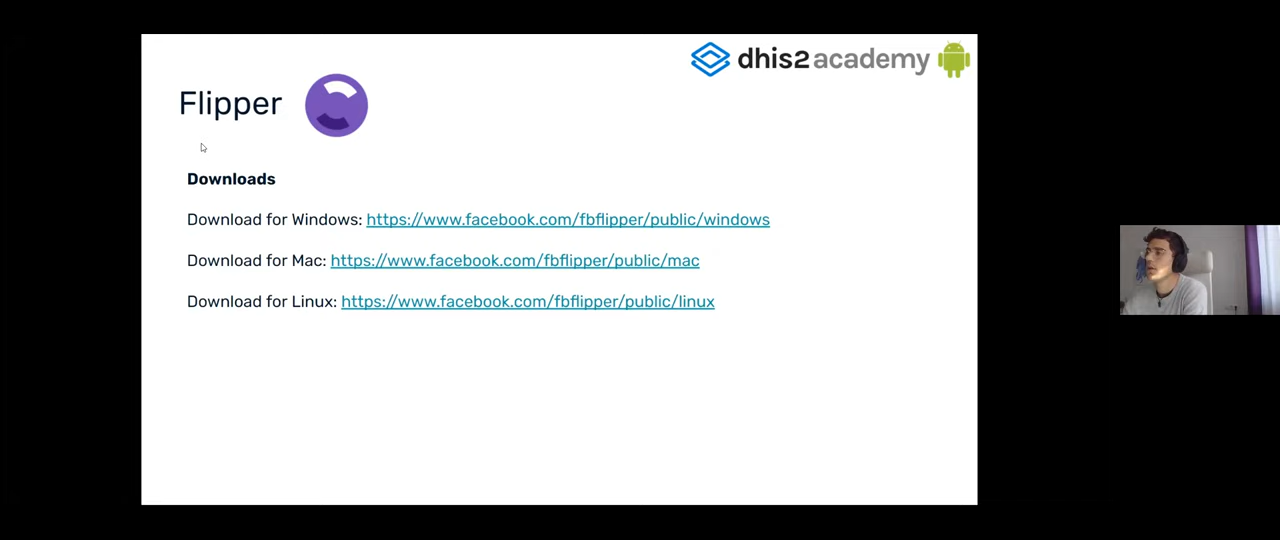 dhis2 academy
Flipper
Downloads
Download for Windows: https://www.facebook.com/fbflipper/public/windows
Download for Mac: https://www.facebook.com/fbflipper/public/mac
Download for Linux: https://www.facebook.com/fbflipper/public/linux